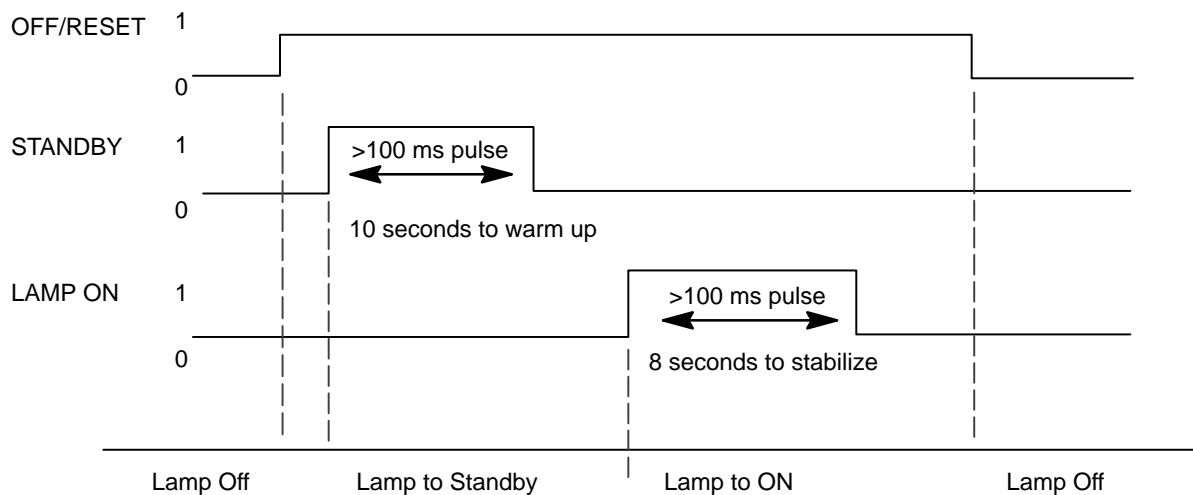 OFF/RESET 1
0
STANDBY 1
>100 ms pulse
0
10 seconds to warm up
LAMP ON 1
>100 ms pulse
0
8 seconds to stabilize
Lamp Off Lamp to Standby Lamp to ON Lamp Off